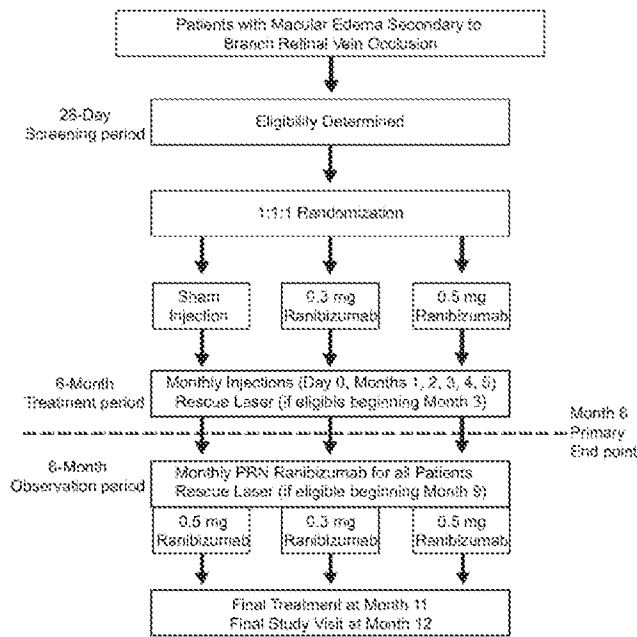 Patients with Macular Edema Secondary to
Branch Retinal Vein Occlusion
28-Day
Screening period
Eligibility Determined
1:1:1 Randomization
Sham
Injection
0.3 mg
Ranibizumab
0.5 mg
Ranibizumab
6-Month
Treatment period
Monthly Injections (Day 0, Months 1, 2, 3, 4, 5)
Rescue Laser (if eligible beginning Month 3)
Month 6
Primary
End point
6-Month
Observation period
Monthly PRN Ranibizumab for all Patients
Rescue Laser (if eligible beginning Month 9)
0.5 mg
Ranibizumab
0.3 mg
Ranibizumab
0.5 mg
Ranibizumab
Final Treatment at Month 11
Final Study Visit at Month 12